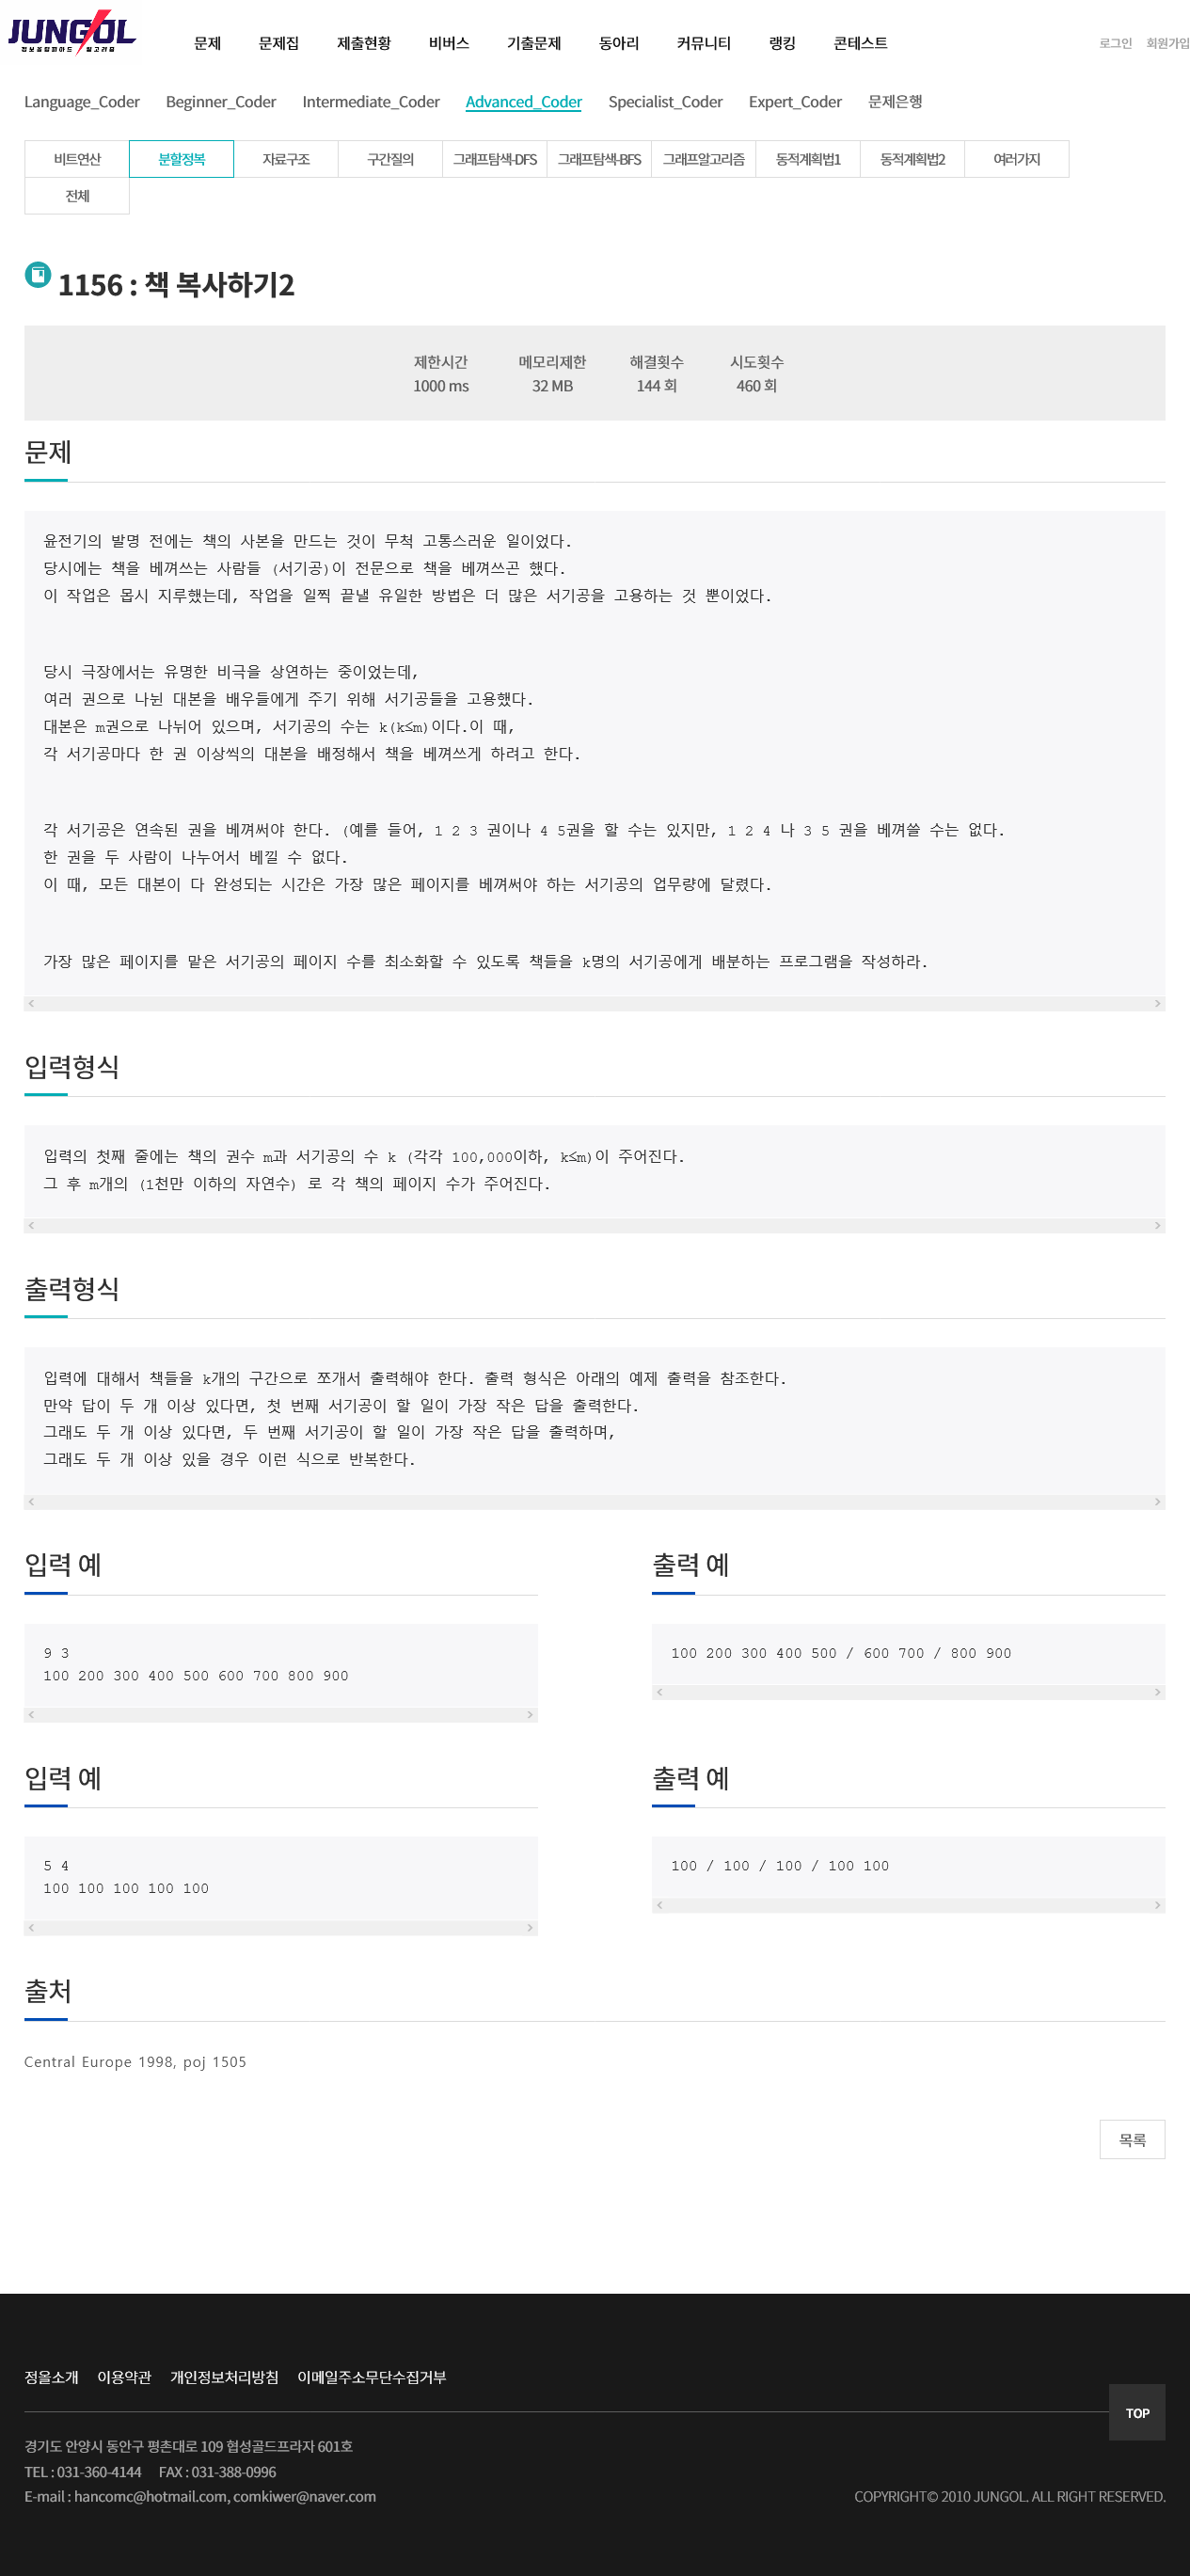 JUNGOL
정보올림피아드 알고리즘
문제 문제집 제출현황 비버스 기출문제 동아리 커뮤니티 랭킹 콘테스트 로그인 회원가입
Language_Coder Beginner_Coder Intermediate_Coder Advanced_Coder Specialist_Coder Expert_Coder 문제은행
비트연산 분할정복 자료구조 구간질의 그래프탐색-DFS 그래프탐색-BFS 그래프알고리즘 동적계획법1 동적계획법2 여러가지
전체
1156 : 책 복사하기2
제한시간 메모리제한 해결횟수 시도횟수
1000 ms 32 MB 144 회 460 회
문제
윤전기의 발명 전에는 책의 사본을 만드는 것이 무척 고통스러운 일이었다.
당시에는 책을 베껴쓰는 사람들 (서기공)이 전문으로 책을 베껴쓰곤 했다.
이 작업은 몹시 지루했는데, 작업을 일찍 끝낼 유일한 방법은 더 많은 서기공을 고용하는 것 뿐이었다.
당시 극장에서는 유명한 비극을 상연하는 중이었는데,
여러 권으로 나뉜 대본을 배우들에게 주기 위해 서기공들을 고용했다.
대본은 m권으로 나뉘어 있으며, 서기공의 수는 k(k≤m)이다.이 때,
각 서기공마다 한 권 이상씩의 대본을 배정해서 책을 베껴쓰게 하려고 한다.
각 서기공은 연속된 권을 베껴써야 한다. (예를 들어, 1 2 3 권이나 4 5권을 할 수는 있지만, 1 2 4 나 3 5 권을 베껴쓸 수는 없다.
한 권을 두 사람이 나누어서 베낄 수 없다.
이 때, 모든 대본이 다 완성되는 시간은 가장 많은 페이지를 베껴써야 하는 서기공의 업무량에 달렸다.
가장 많은 페이지를 맡은 서기공의 페이지 수를 최소화할 수 있도록 책들을 k명의 서기공에게 배분하는 프로그램을 작성하라.
입력형식
입력의 첫째 줄에는 책의 권수 m과 서기공의 수 k (각각 100,000이하, k≤m)이 주어진다.
그 후 m개의 (1천만 이하의 자연수) 로 각 책의 페이지 수가 주어진다.
출력형식
입력에 대해서 책들을 k개의 구간으로 쪼개서 출력해야 한다. 출력 형식은 아래의 예제 출력을 참조한다.
만약 답이 두 개 이상 있다면, 첫 번째 서기공이 할 일이 가장 작은 답을 출력한다.
그래도 두 개 이상 있다면, 두 번째 서기공이 할 일이 가장 작은 답을 출력하며,
그래도 두 개 이상 있을 경우 이런 식으로 반복한다.
입력 예
9 3
100 200 300 400 500 600 700 800 900
출력 예
100 200 300 400 500 / 600 700 / 800 900
입력 예
5 4
100 100 100 100 100
출력 예
100 / 100 / 100 / 100 100
출처
Central Europe 1998, poj 1505
목록
정올소개 이용약관 개인정보처리방침 이메일주소무단수집거부
TOP
경기도 안양시 동안구 평촌대로 109 협성골드프라자 601호
TEL : 031-360-4144 FAX : 031-388-0996
E-mail : hancomc@hotmail.com, comkiwer@naver.com
COPYRIGHT© 2010 JUNGOL. ALL RIGHT RESERVED.